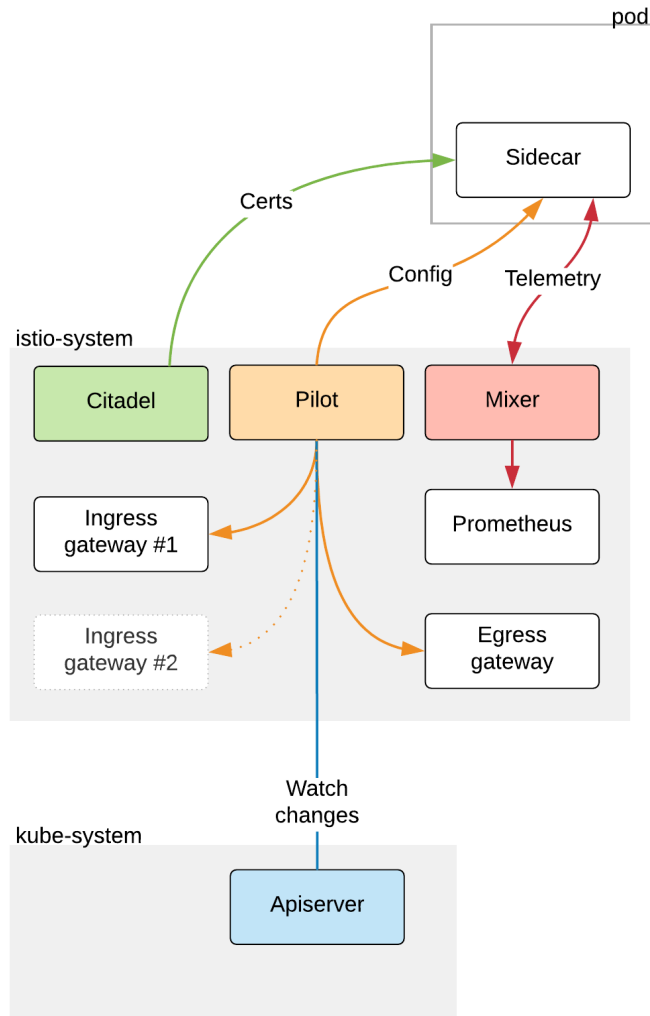 pod
Sidecar
Certs
Config
Telemetry
istio-system
Citadel
Pilot
Mixer
Ingress
gateway #1
Prometheus
Ingress
gateway #2
Egress
gateway
Watch
changes
kube-system
Apiserver